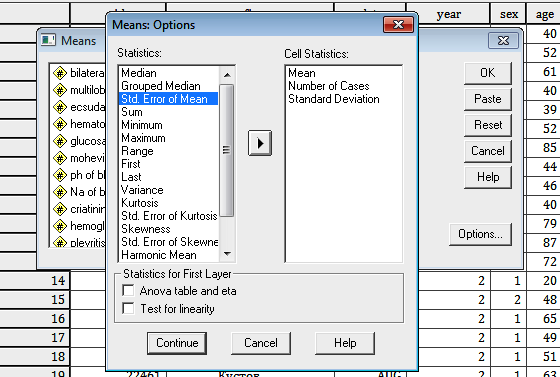 Means: Options
year sex age
Means
Statistics:
Cell Statistics:
40
52
61
40
52
85
44
46
40
79
87
72
bilatera
multilob
ecsuda
hemato
glucosa
mohevi
ph of bl
Na of b
criatinin
hemogl
plevritis
Median
Grouped Median
Std. Error of Mean
Sum
Minimum
Maximum
Range
First
Last
Variance
Kurtosis
Std. Error of Kurtosis
Skewness
Std. Error of Skewne
Harmonic Mean
Mean
Number of Cases
Standard Deviation
OK
Paste
Reset
Cancel
Help
Options...
Statistics for First Layer
Anova table and eta
Test for linearity
Continue
Cancel
Help
14 2 1 20
15 2 2 48
16 2 1 65
17 2 1 49
18 2 1 51
19 22461 Кустов AUG 2 1 63